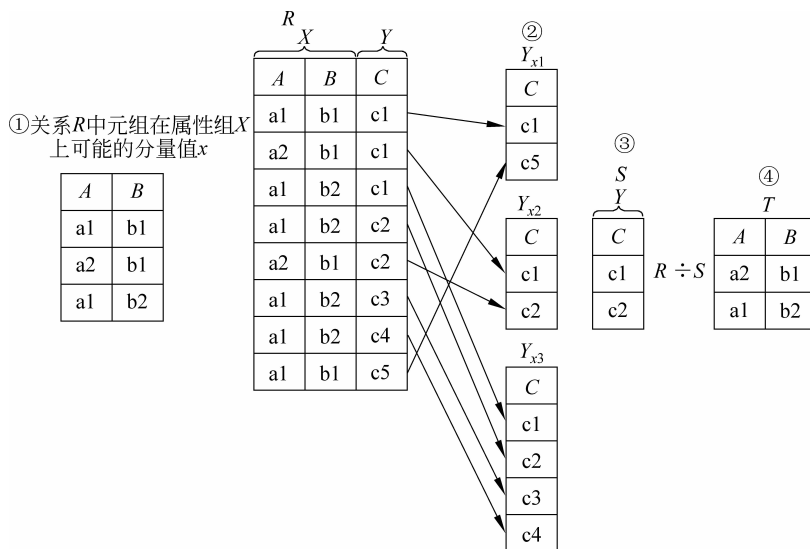 ①关系R中元组在属性组X
上可能的分量值x
A B
a1 b1
a2 b1
a1 b2
R
X Y
A B C
a1 b1 c1
a2 b1 c1
a1 b2 c1
a1 b2 c2
a2 b1 c2
a1 b2 c3
a1 b2 c4
a1 b1 c5
②
Yx1
C
c1
c5
Yx2
C
c1
c2
Yx3
C
c1
c2
c3
c4
③
S
Y
C
c1
c2
R ÷ S
④
T
A B
a2 b1
a1 b2